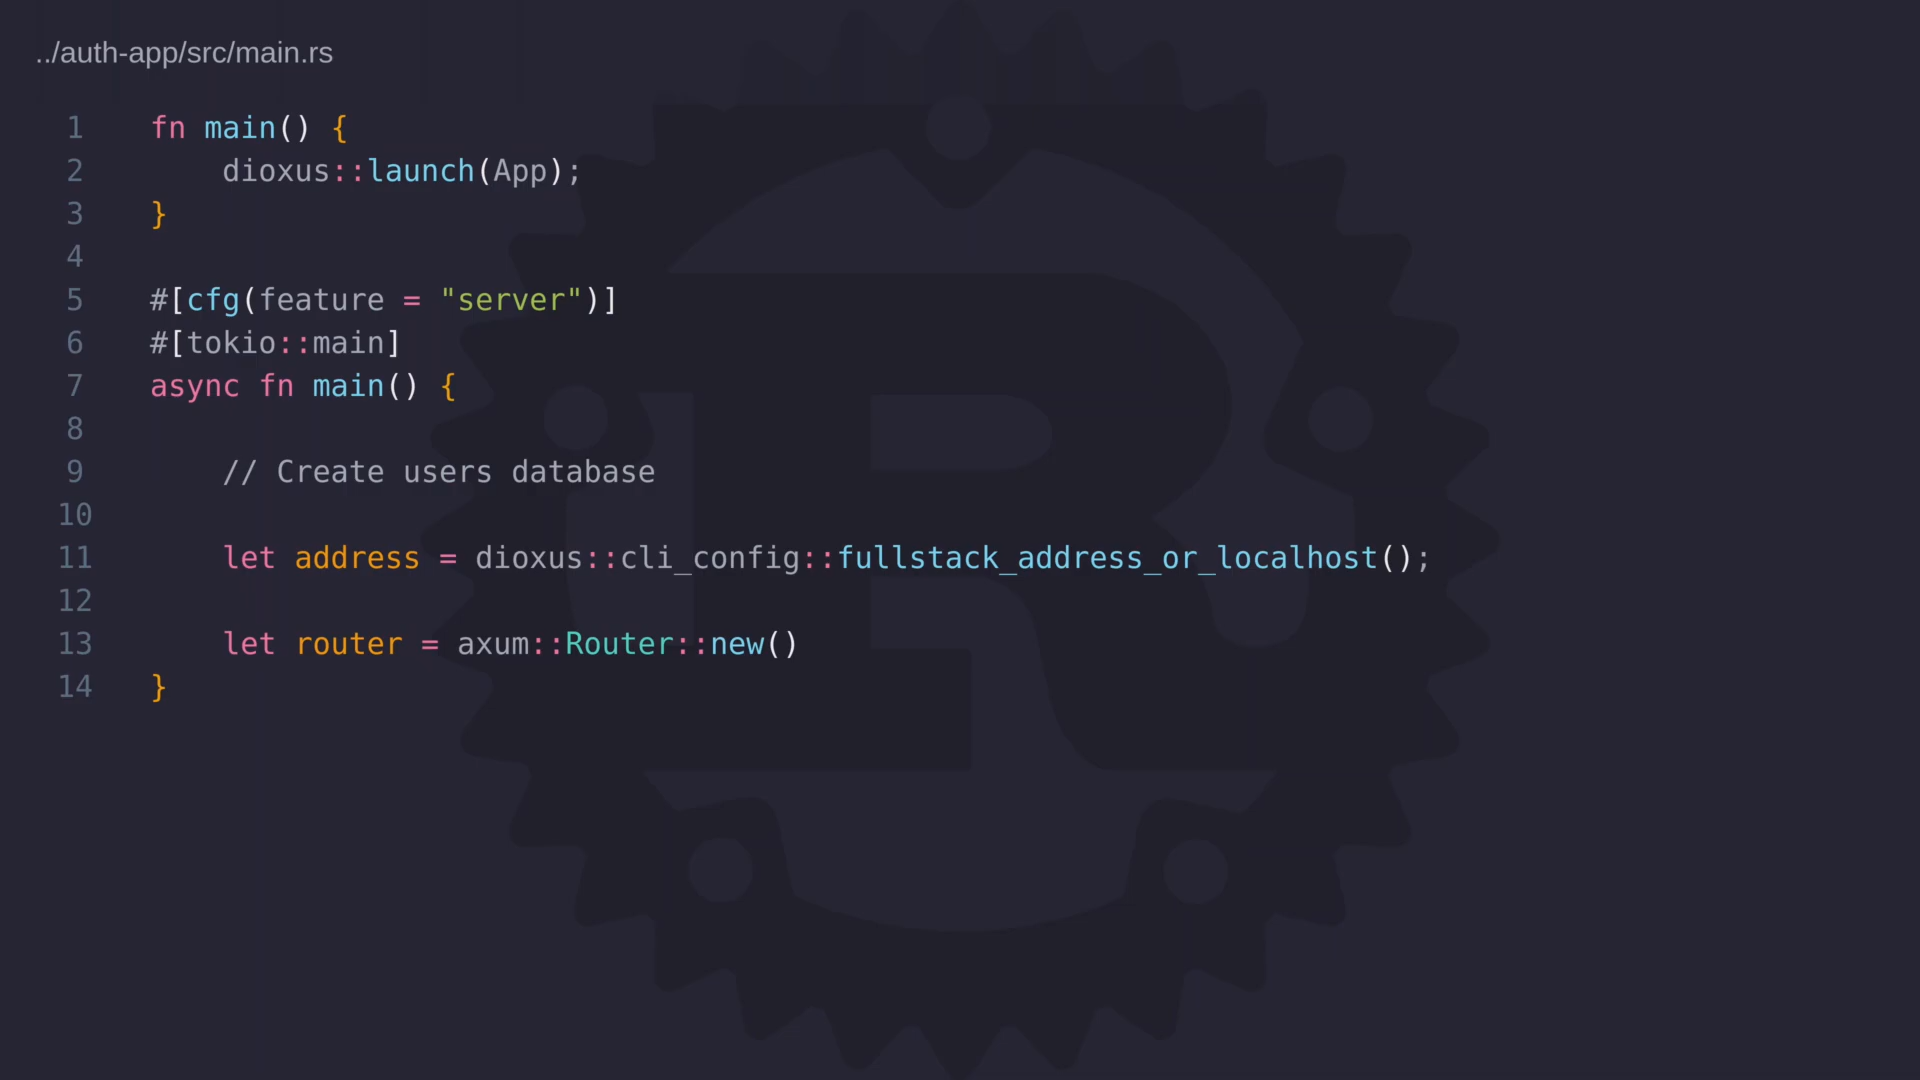 ../auth-app/src/main.rs
1 fn main() {
2     dioxus::launch(App);
3 }
4
5 #[cfg(feature = "server")]
6 #[tokio::main]
7 async fn main() {
8
9     // Create users database
10
11     let address = dioxus::cli_config::fullstack_address_or_localhost();
12
13     let router = axum::Router::new()
14 }